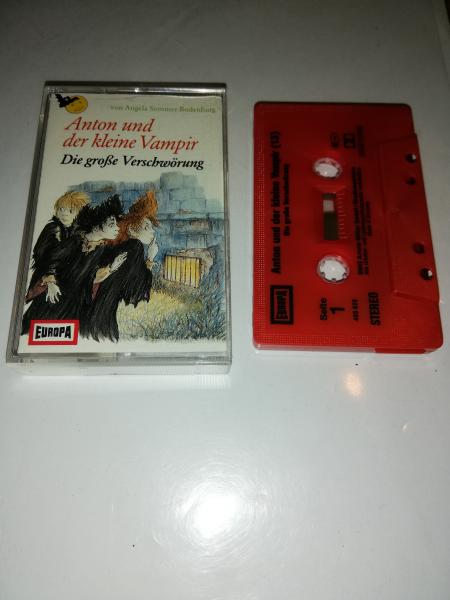 von Angela Sommer-Bodenburg
Anton und
der kleine Vampir
Die große Verschwörung
EUROPA
Anton und der kleine Vampir (13)
Die große Verschwörung
EUROPA
Seite
1
STEREO